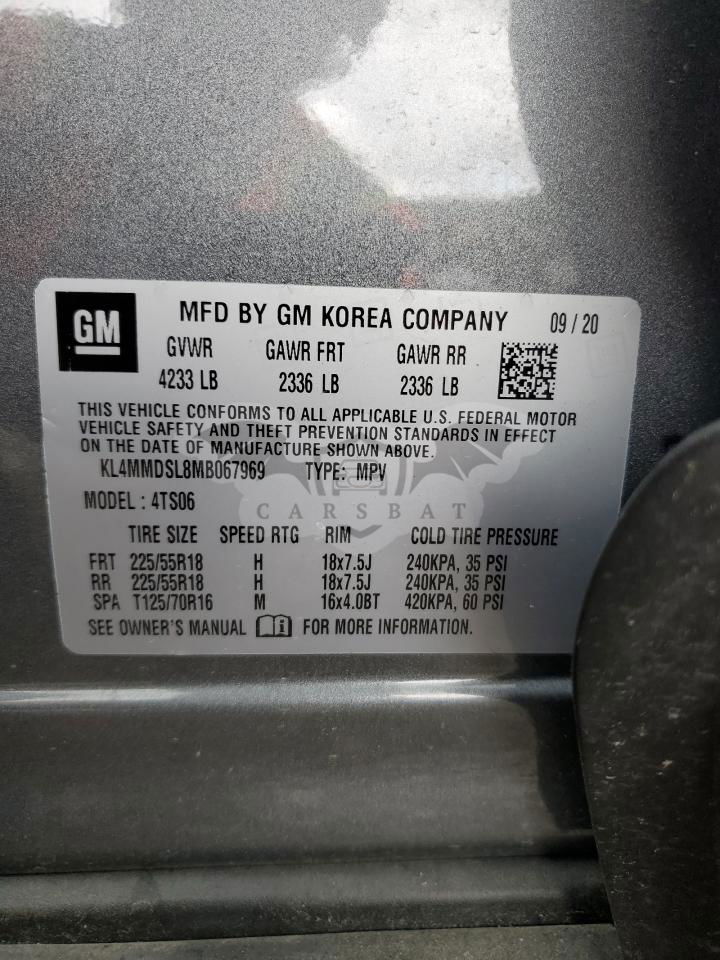 GM
MFD BY GM KOREA COMPANY 09 / 20
GVWR GAWR FRT GAWR RR
4233 LB 2336 LB 2336 LB
THIS VEHICLE CONFORMS TO ALL APPLICABLE U.S. FEDERAL MOTOR
VEHICLE SAFETY AND THEFT PREVENTION STANDARDS IN EFFECT
ON THE DATE OF MANUFACTURE SHOWN ABOVE.
KL4MMDSL8MB067969 TYPE: MPV
MODEL : 4TS06
CARSBAT
TIRE SIZE SPEED RTG RIM COLD TIRE PRESSURE
FRT 225/55R18 H 18x7.5J 240KPA, 35 PSI
RR 225/55R18 H 18x7.5J 240KPA, 35 PSI
SPA T125/70R16 M 16x4.0BT 420KPA, 60 PSI
SEE OWNER'S MANUAL i FOR MORE INFORMATION.